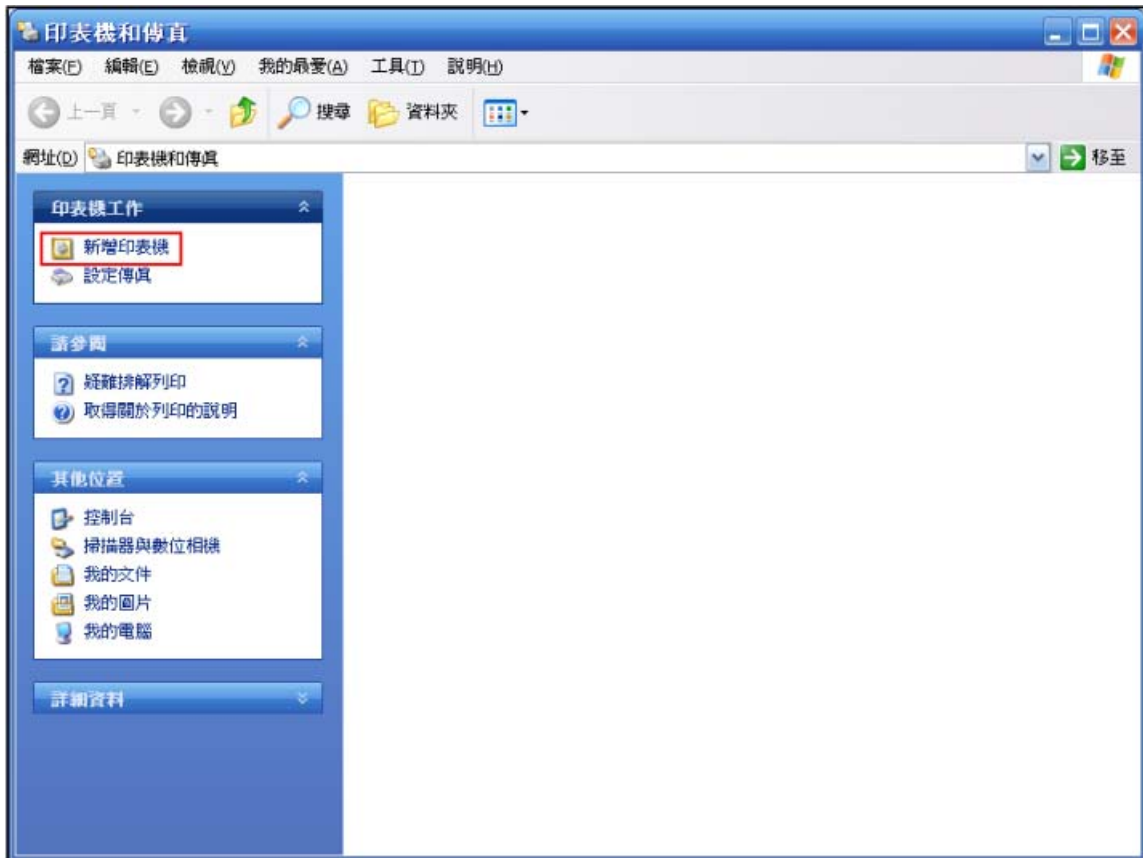 印表機和傳真
檔案(F) 編輯(E) 檢視(V) 我的最愛(A) 工具(T) 說明(H)
上一頁 搜尋 資料夾
網址(D) 印表機和傳真 移至
印表機工作
新增印表機
設定傳真
請參閱
疑難排解列印
取得關於列印的說明
其他位置
控制台
掃描器與數位相機
我的文件
我的圖片
我的電腦
詳細資料